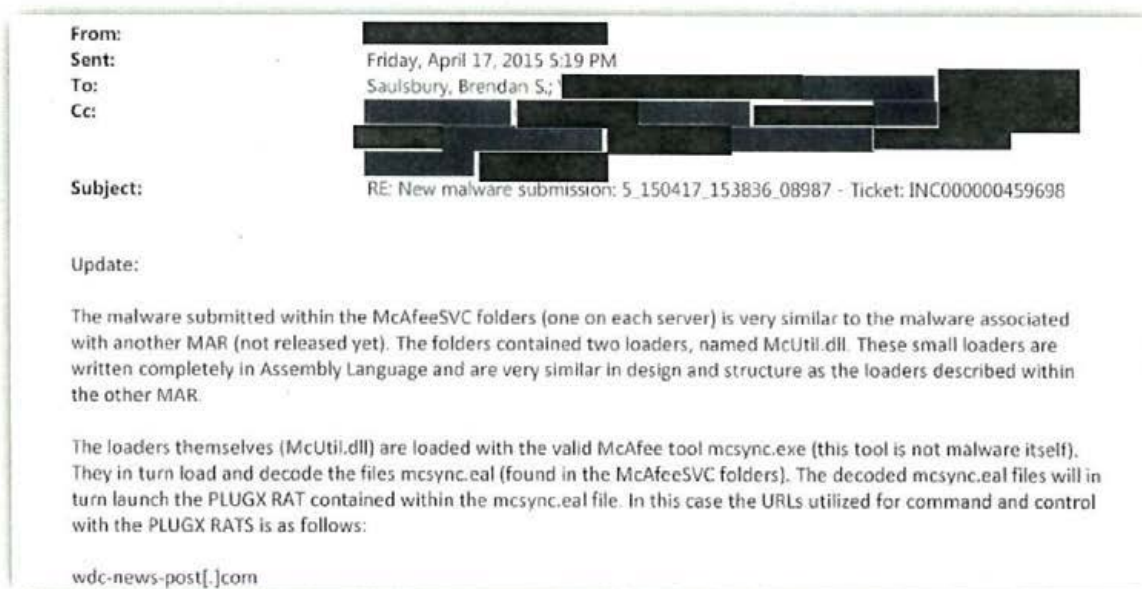 From:
Sent: Friday, April 17, 2015 5:19 PM
To: Saulsbury, Brendan S.;
Cc:
Subject: RE: New malware submission: 5_150417_153836_08987 - Ticket: INC000000459698
Update:
The malware submitted within the McAfeeSVC folders (one on each server) is very similar to the malware associated
with another MAR (not released yet). The folders contained two loaders, named McUtil.dll. These small loaders are
written completely in Assembly Language and are very similar in design and structure as the loaders described within
the other MAR.
The loaders themselves (McUtil.dll) are loaded with the valid McAfee tool mcsync.exe (this tool is not malware itself).
They in turn load and decode the files mcsync.eal (found in the McAfeeSVC folders). The decoded mcsync.eal files will in
turn launch the PLUGX RAT contained within the mcsync.eal file. In this case the URLs utilized for command and control
with the PLUGX RATS is as follows:
wdc-news-post[.]com